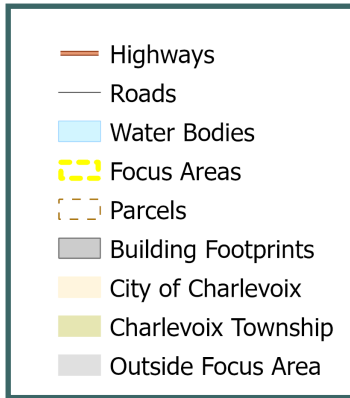 Highways
Roads
Water Bodies
Focus Areas
Parcels
Building Footprints
City of Charlevoix
Charlevoix Township
Outside Focus Area